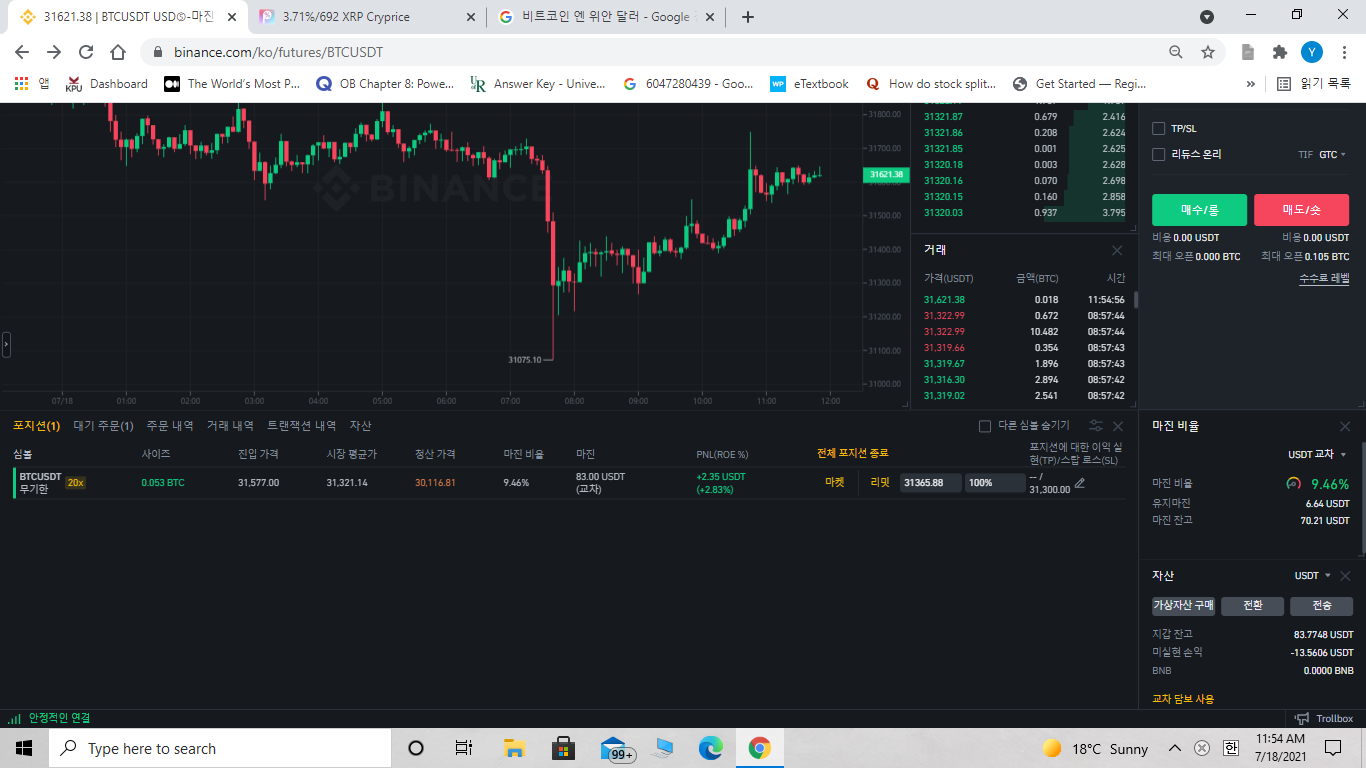 31621.38 | BTCUSDT USDⓈ-마진
3.71%/692 XRP Cryprice
비트코인 엔 위안 달러 - Google
binance.com/ko/futures/BTCUSDT
앱
Dashboard
The World's Most P...
OB Chapter 8: Powe...
Answer Key - Unive...
6047280439 - Goo...
eTextbook
How do stock split...
Get Started — Regi...
읽기 목록
BINANCE
31800.00
31700.00
31621.38
31500.00
31400.00
31300.00
31200.00
31100.00
31000.00
31075.10
07/18 01:00 02:00 03:00 04:00 05:00 06:00 07:00 08:00 09:00 10:00 11:00 12:00
31321.87 0.679 2.416
31321.86 0.208 2.624
31321.85 0.001 2.625
31320.18 0.003 2.628
31320.16 0.070 2.698
31320.15 0.160 2.858
31320.03 0.937 3.795
거래
가격(USDT) 금액(BTC) 시간
31,621.38 0.018 11:54:56
31,322.99 0.672 08:57:44
31,322.99 10.482 08:57:44
31,319.66 0.354 08:57:43
31,319.67 1.896 08:57:43
31,316.30 2.894 08:57:42
31,319.02 2.541 08:57:42
TP/SL
리듀스 온리 TIF GTC
매수/롱 매도/숏
비용 0.00 USDT 비용 0.00 USDT
최대 오픈 0.000 BTC 최대 오픈 0.105 BTC
수수료 레벨
포지션(1) 대기 주문(1) 주문 내역 거래 내역 트랜잭션 내역 자산
다른 심볼 숨기기
심볼 사이즈 진입 가격 시장 평균가 정산 가격 마진 비율 마진 PNL(ROE %) 전체 포지션 종료
포지션에 대한 이익 실
현(TP)/스탑 로스(SL)
BTCUSDT
무기한
20x
0.053 BTC
31,577.00
31,321.14
30,116.81
9.46%
83.00 USDT
(교차)
+2.35 USDT
(+2.83%)
마켓
리밋
31365.88
100%
-- /
31,300.00
마진 비율
USDT 교차
마진 비율 9.46%
유지마진 6.64 USDT
마진 잔고 70.21 USDT
자산 USDT
가상자산 구매 전환 전송
지갑 잔고 83.7748 USDT
미실현 손익 -13.5606 USDT
BNB 0.0000 BNB
교차 담보 사용
안정적인 연결
Trollbox
Type here to search
99+
18°C Sunny
한
11:54 AM
7/18/2021